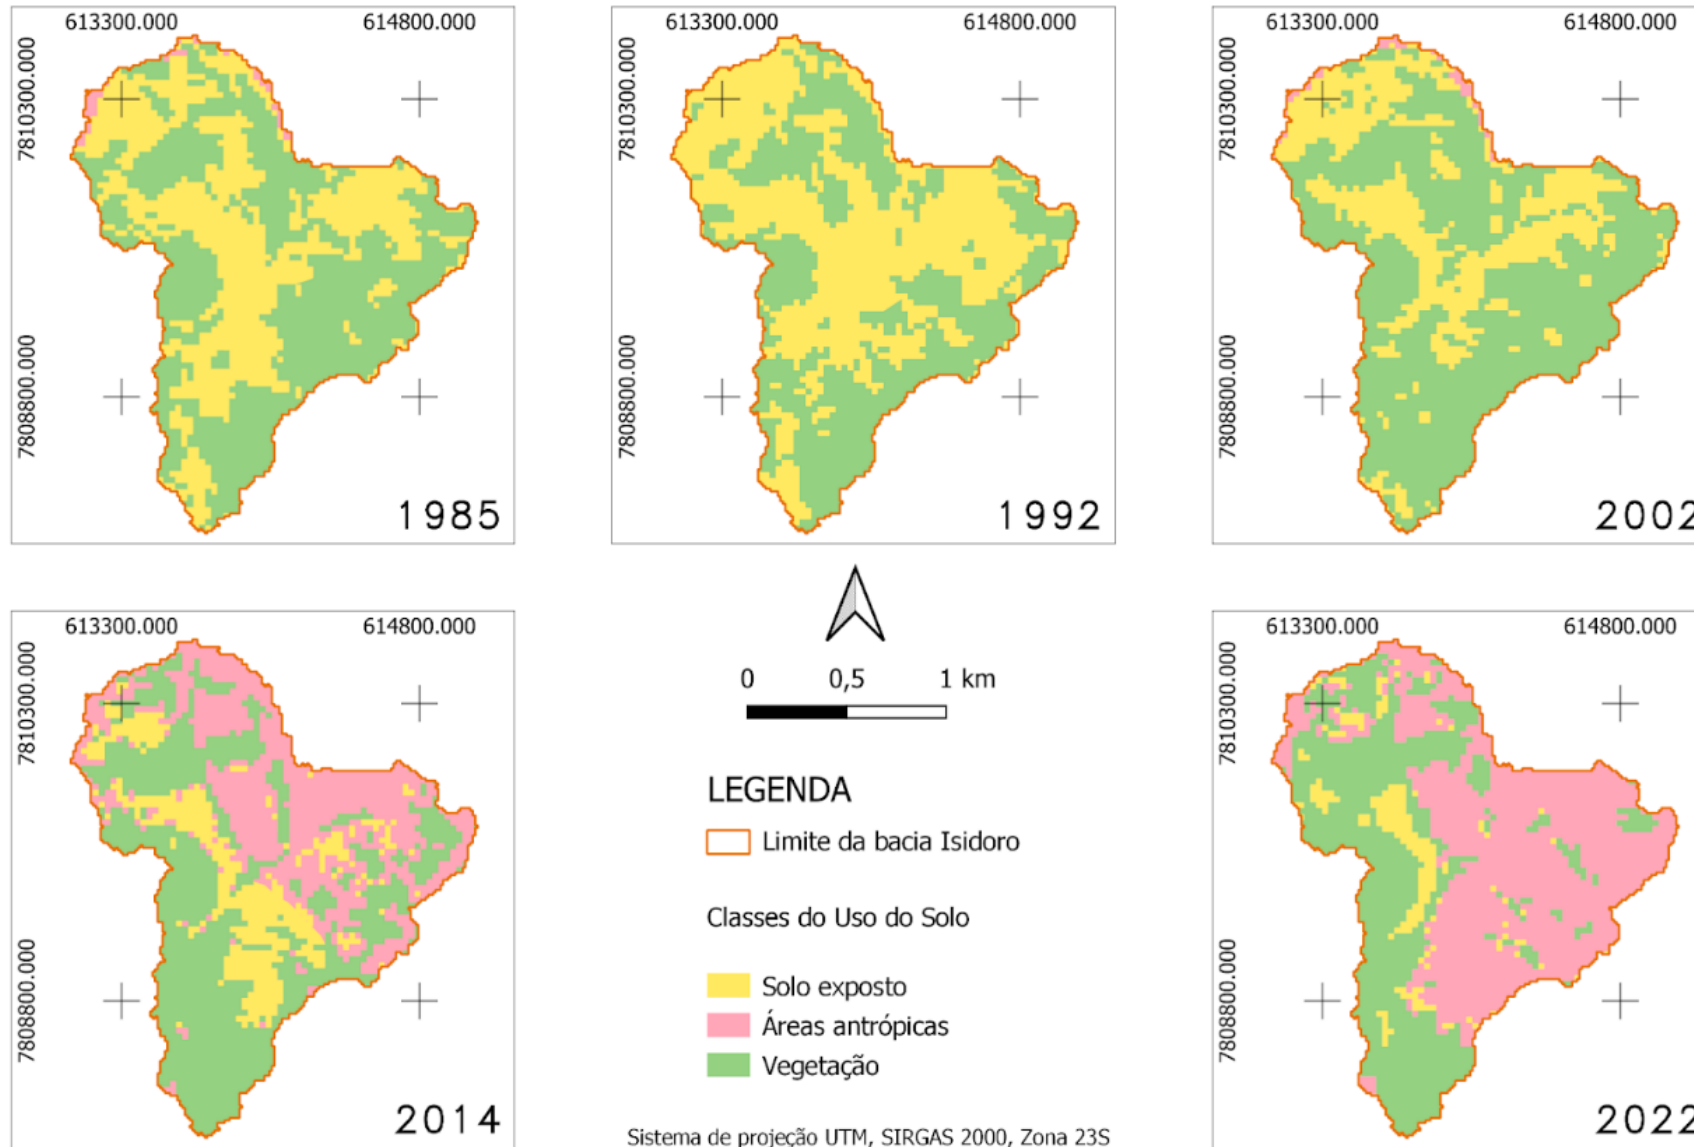 613300.000 614800.000
7810300.000
7808800.000
1985
613300.000 614800.000
7810300.000
7808800.000
1992
613300.000 614800.000
7810300.000
7808800.000
2002
613300.000 614800.000
7810300.000
7808800.000
2014
0 0,5 1 km
LEGENDA
Limite da bacia Isidoro
Classes do Uso do Solo
Solo exposto
Áreas antrópicas
Vegetação
Sistema de projeção UTM, SIRGAS 2000, Zona 23S
613300.000 614800.000
7810300.000
7808800.000
2022